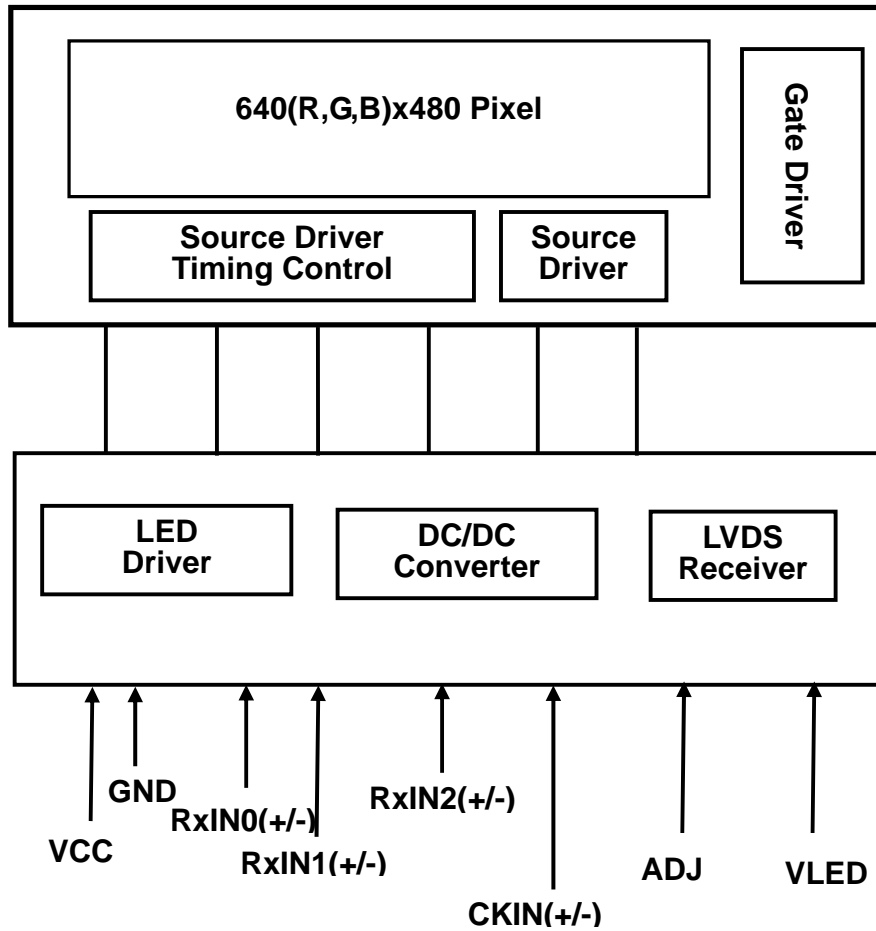 640(R,G,B)x480 Pixel
Gate Driver
Source Driver
Timing Control
Source
Driver
LED
Driver
DC/DC
Converter
LVDS
Receiver
GND
RxIN0(+/-)
RxIN2(+/-)
VCC
RxIN1(+/-)
ADJ
VLED
CKIN(+/-)